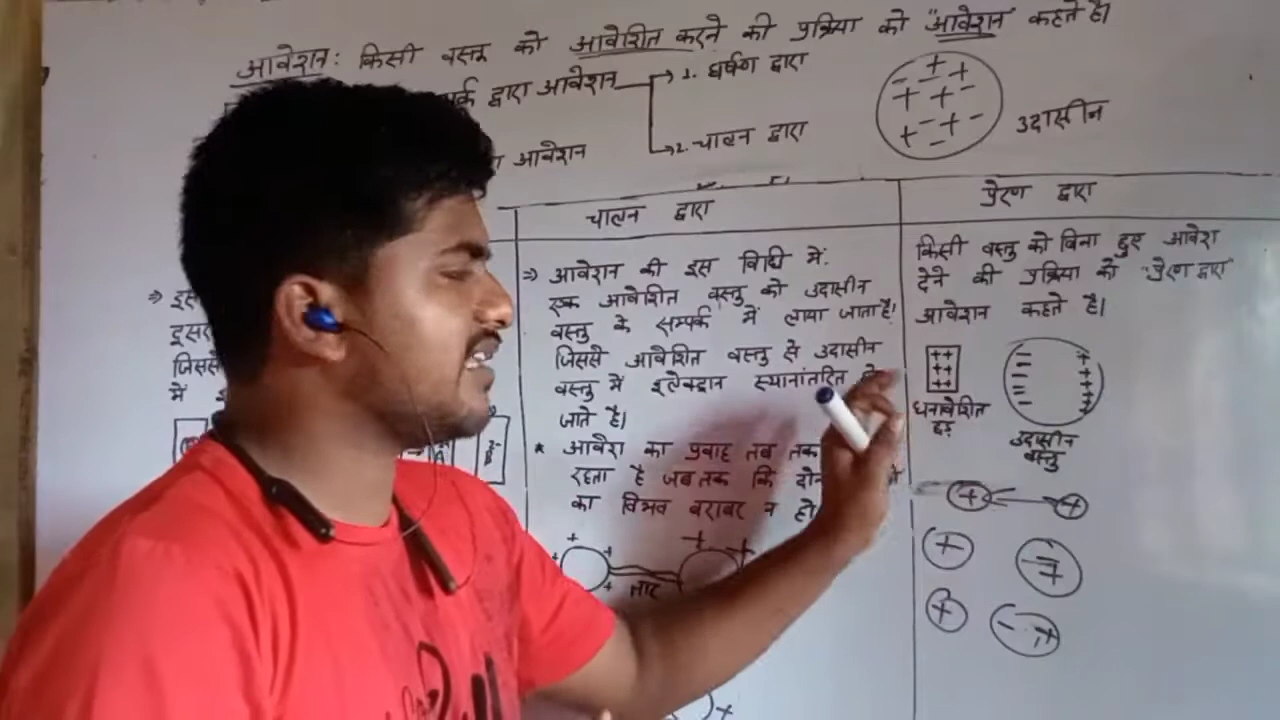 आवेशन: किसी वस्तु को आवेशित करने की प्रक्रिया को "आवेशन" कहते है।
द्वारा आवेशन
1. घर्षण द्वारा
2. चालन द्वारा
आवेशन
उदासीन
चालन द्वारा
⇒ आवेशन की इस विधि में.
एक आवेशित वस्तु को उदासीन
वस्तु के सम्पर्क में लाया जाता है!
जिससे आवेशित वस्तु से उदासीन
वस्तु में इलेक्ट्रान स्थानांतरित
जाते है।
* आवेश का प्रवाह तब तक
रहता है जब तक कि
का विभव बराबर न हो
तार
प्रेरण द्वारा
किसी वस्तु को बिना हुए आवेश
देने की प्रक्रिया को "प्रेरण द्वारा"
आवेशन कहते है।
धनावेशित
छड़
उदासीन
वस्तु
⇒
जिससे
में